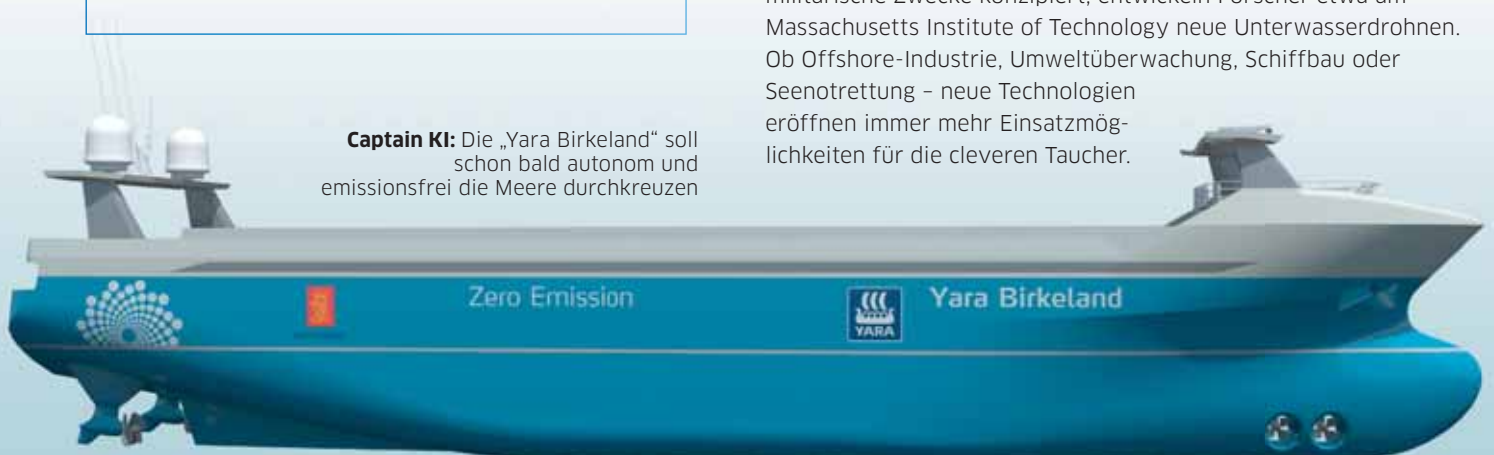 Massachusetts Institute of Technology neue Unterwasserdrohnen.
Ob Offshore-Industrie, Umweltüberwachung, Schiffbau oder
Seenotrettung – neue Technologien
eröffnen immer mehr Einsatzmög-
lichkeiten für die cleveren Taucher.
Captain KI: Die „Yara Birkeland“ soll
schon bald autonom und
emissionsfrei die Meere durchkreuzen
Zero Emission
YARA
Yara Birkeland